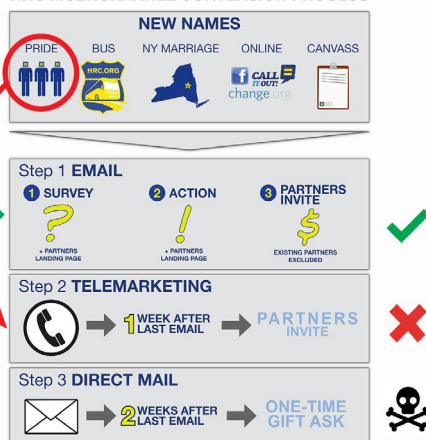 NEW NAMES
PRIDE BUS NY MARRIAGE ONLINE CANVASS
HRC.ORG
f CALL IT OUT!
change.org
Step 1 EMAIL
1 SURVEY 2 ACTION 3 PARTNERS INVITE
? ! $
+ PARTNERS LANDING PAGE + PARTNERS LANDING PAGE EXISTING PARTNERS EXCLUDED
Step 2 TELEMARKETING
1 WEEK AFTER LAST EMAIL PARTNERS INVITE
Step 3 DIRECT MAIL
2 WEEKS AFTER LAST EMAIL ONE-TIME GIFT ASK